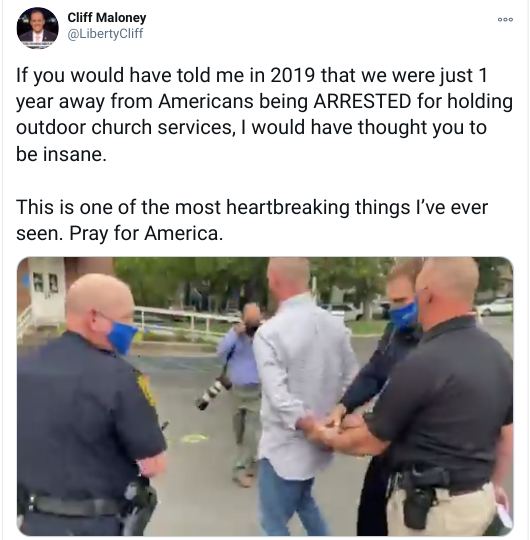 Cliff Maloney
@LibertyCliff
If you would have told me in 2019 that we were just 1
year away from Americans being ARRESTED for holding
outdoor church services, I would have thought you to
be insane.
This is one of the most heartbreaking things I’ve ever
seen. Pray for America.